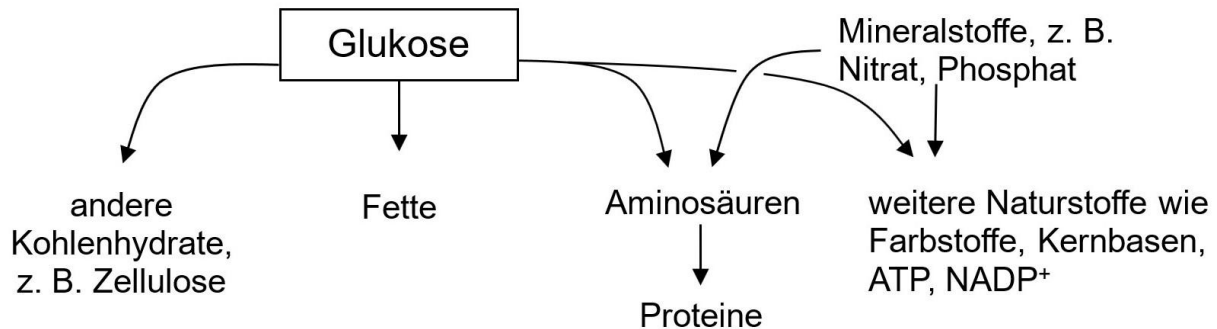 Glukose
Mineralstoffe, z. B.
Nitrat, Phosphat
andere
Kohlenhydrate,
z. B. Zellulose
Fette
Aminosäuren
Proteine
weitere Naturstoffe wie
Farbstoffe, Kernbasen,
ATP, NADP⁺